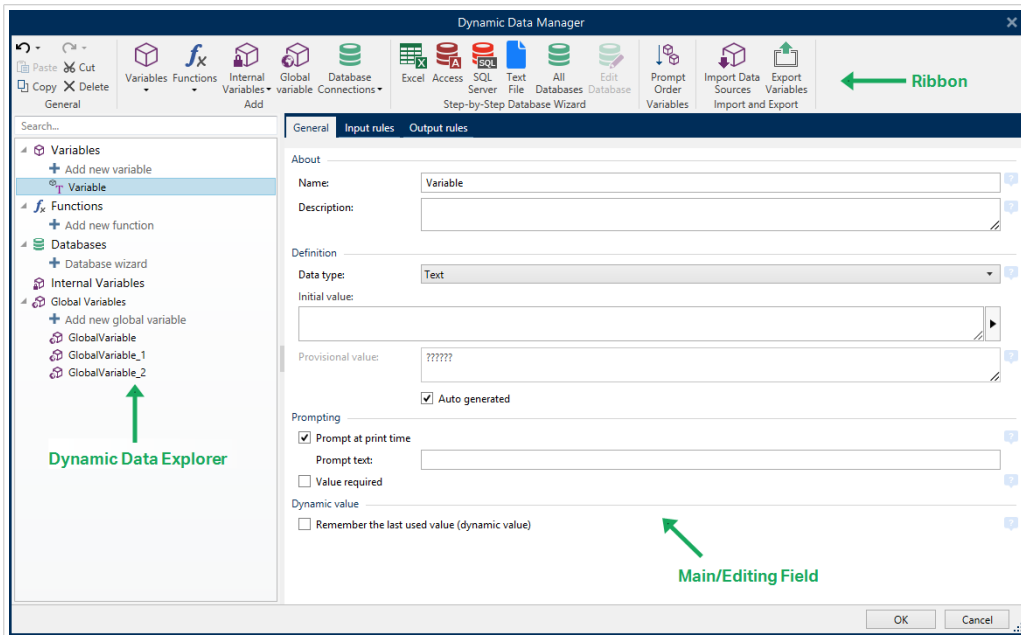 Dynamic Data Manager
Paste Cut
Copy Delete
General
Variables Functions Internal Variables Global variable Database Connections
Add
Excel Access SQL Server Text File All Databases Edit Database
SQL
Step-by-Step Database Wizard
Prompt Order
Variables
Import Data Sources Export Variables
Import and Export
Ribbon
Search...
Variables
Add new variable
Variable
Functions
Add new function
Databases
Database wizard
Internal Variables
Global Variables
Add new global variable
GlobalVariable
GlobalVariable_1
GlobalVariable_2
Dynamic Data Explorer
General Input rules Output rules
About
Name: Variable
Description:
Definition
Data type: Text
Initial value:
Provisional value: ??????
Auto generated
Prompting
Prompt at print time
Prompt text:
Value required
Dynamic value
Remember the last used value (dynamic value)
Main/Editing Field
OK Cancel